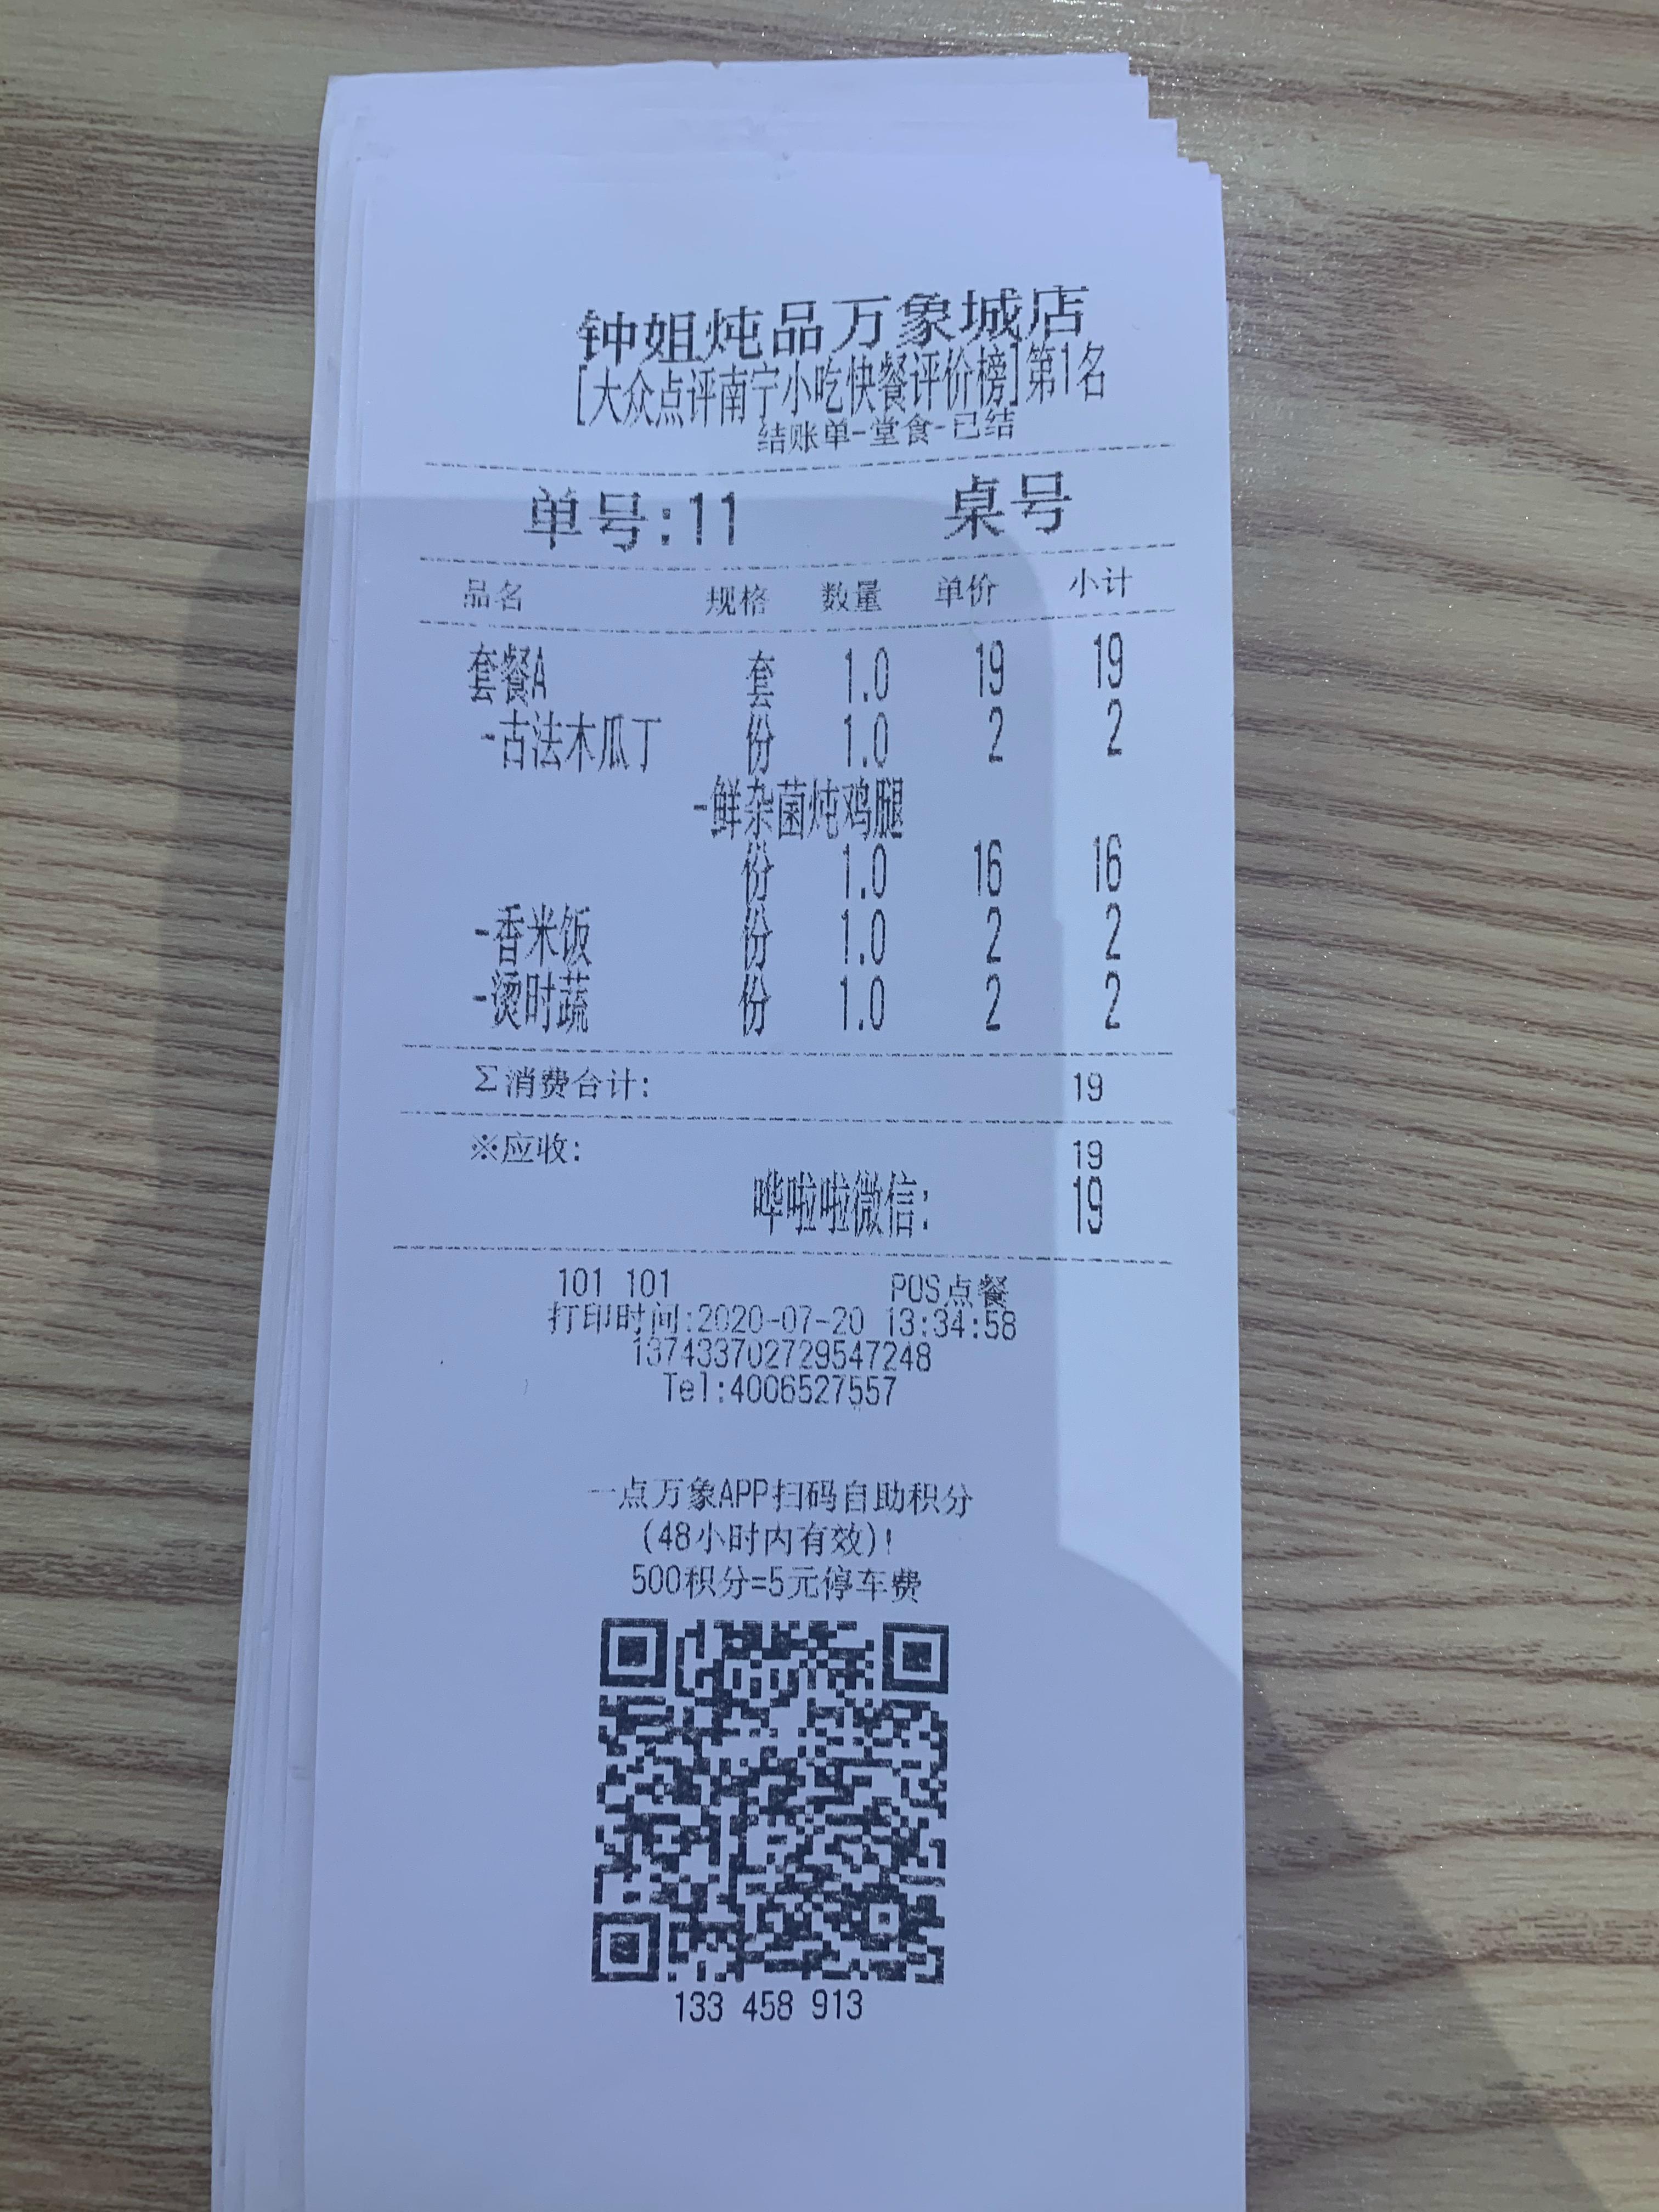 钟姐炖品万象城店
[大众点评南宁小吃快餐评价榜]第1名
结账单-堂食-已结
单号:11 桌号
品名 规格 数量 单价 小计
套餐A 套 1.0 19 19
-古法木瓜丁 份 1.0 2 2
-鲜杂菌炖鸡腿
份 1.0 16 16
-香米饭 份 1.0 2 2
-烫时蔬 份 1.0 2 2
Σ消费合计: 19
※应收: 19
哗啦啦微信: 19
101 101 POS点餐
打印时间:2020-07-20 13:34:58
137433702729547248
Tel:4006527557
一点万象APP扫码自助积分
(48小时内有效)!
500积分=5元停车费
133 458 913